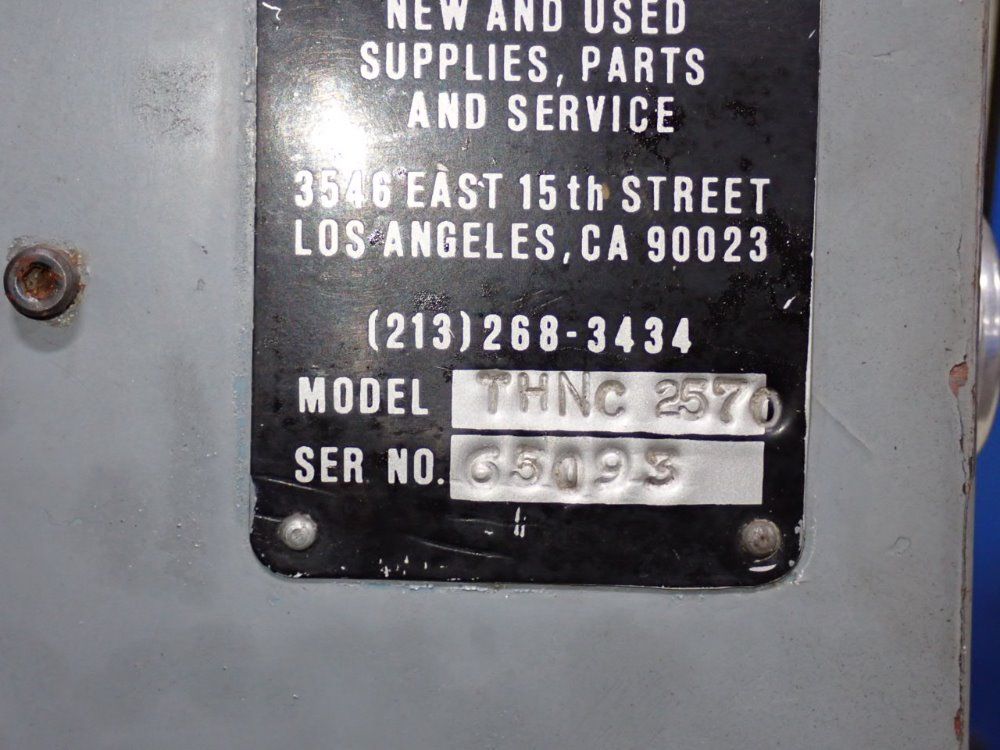 NEW AND USED
SUPPLIES, PARTS
AND SERVICE
3546 EAST 15th STREET
LOS ANGELES, CA 90023
(213) 268-3434
MODEL THNC 2570
SER NO. 65093